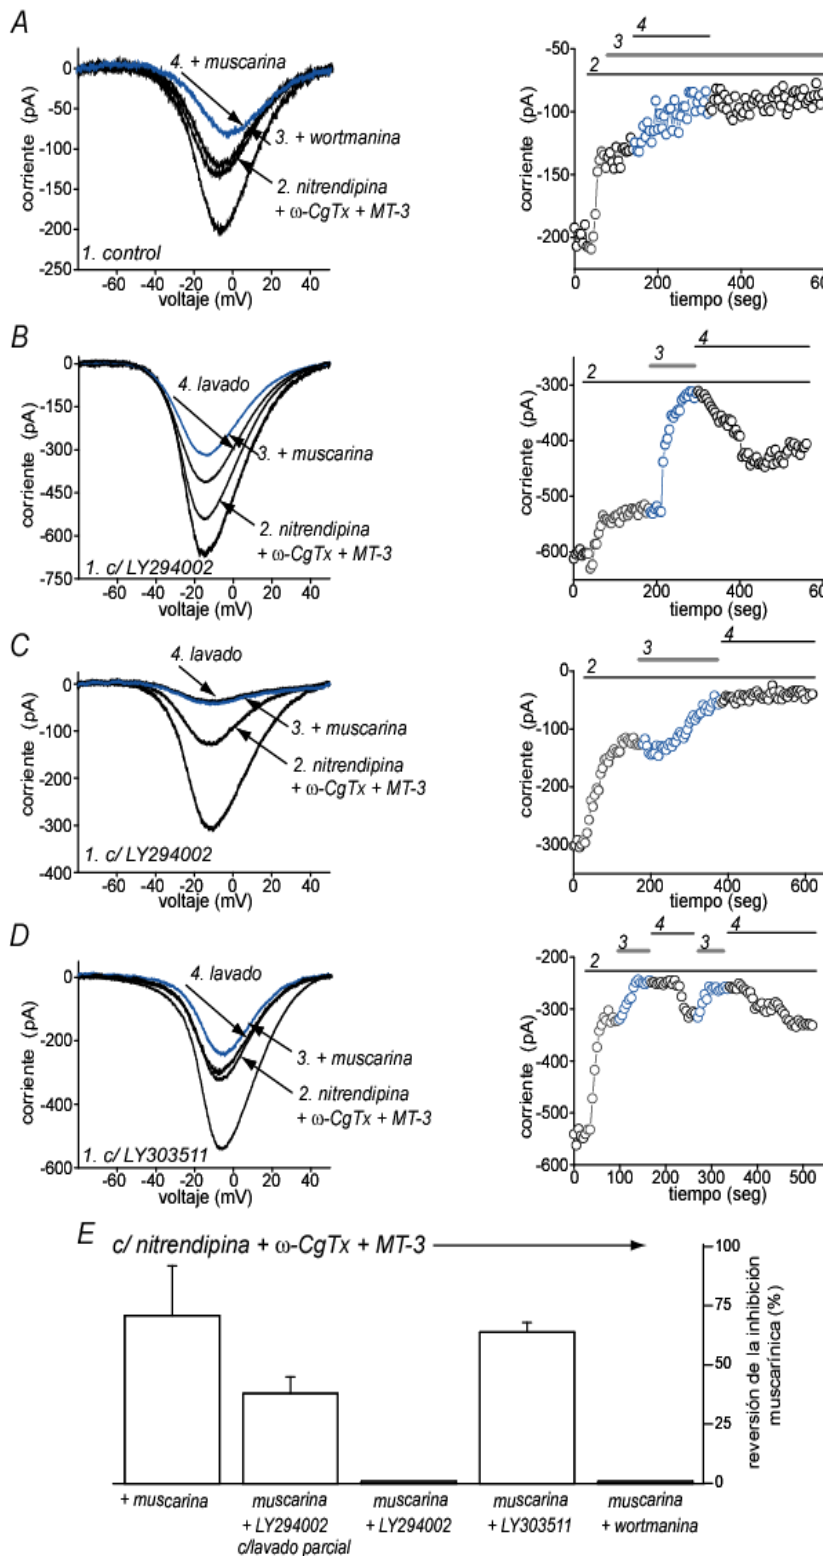 A
4. + muscarina
3. + wortmanina
2. nitrendipina
+ ω-CgTx + MT-3
1. control
corriente (pA)
0
-50
-100
-150
-200
-250
-60 -40 -20 0 20 40
voltaje (mV)
4
3
2
corriente (pA)
-50
-100
-150
-200
0 200 400 600
tiempo (seg)
B
4. lavado
3. + muscarina
2. nitrendipina
+ ω-CgTx + MT-3
1. c/ LY294002
corriente (pA)
0
-150
-300
-450
-600
-750
-60 -40 -20 0 20 40
voltaje (mV)
4
3
2
corriente (pA)
-300
-400
-500
-600
0 200 400 600
tiempo (seg)
C
4. lavado
3. + muscarina
2. nitrendipina
+ ω-CgTx + MT-3
1. c/ LY294002
corriente (pA)
0
-100
-200
-300
-400
-60 -40 -20 0 20 40
voltaje (mV)
4
3
2
corriente (pA)
0
-100
-200
-300
0 200 400 600
tiempo (seg)
D
4. lavado
3. + muscarina
2. nitrendipina
+ ω-CgTx + MT-3
1. c/ LY303511
corriente (pA)
0
-200
-400
-600
-60 -40 -20 0 20 40
voltaje (mV)
4 4
3 3
2
corriente (pA)
-200
-300
-400
-500
-600
0 100 200 300 400 500
tiempo (seg)
E
c/ nitrendipina + ω-CgTx + MT-3
100
75
50
25
0
reversión de la inhibición
muscarínica (%)
+ muscarina
muscarina
+ LY294002
c/lavado parcial
muscarina
+ LY294002
muscarina
+ LY303511
muscarina
+ wortmanina